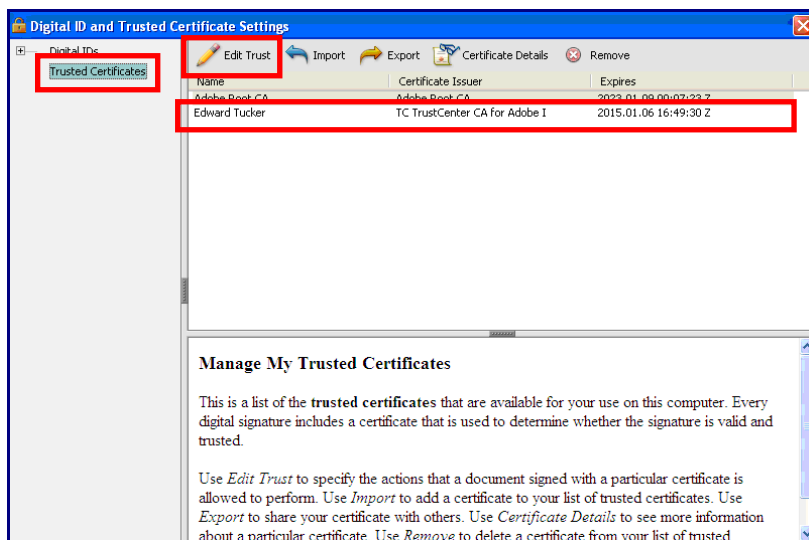 Digital ID and Trusted Certificate Settings
Digital IDs
Trusted Certificates
Edit Trust Import Export Certificate Details Remove
Name Certificate Issuer Expires
Adobe Root CA Adobe Root CA 2023.01.09 00:07:23 Z
Edward Tucker TC TrustCenter CA for Adobe I 2015.01.06 16:49:30 Z
Manage My Trusted Certificates
This is a list of the trusted certificates that are available for your use on this computer. Every
digital signature includes a certificate that is used to determine whether the signature is valid and
trusted.
Use Edit Trust to specify the actions that a document signed with a particular certificate is
allowed to perform. Use Import to add a certificate to your list of trusted certificates. Use
Export to share your certificate with others. Use Certificate Details to see more information
about a particular certificate. Use Remove to delete a certificate from your list of trusted